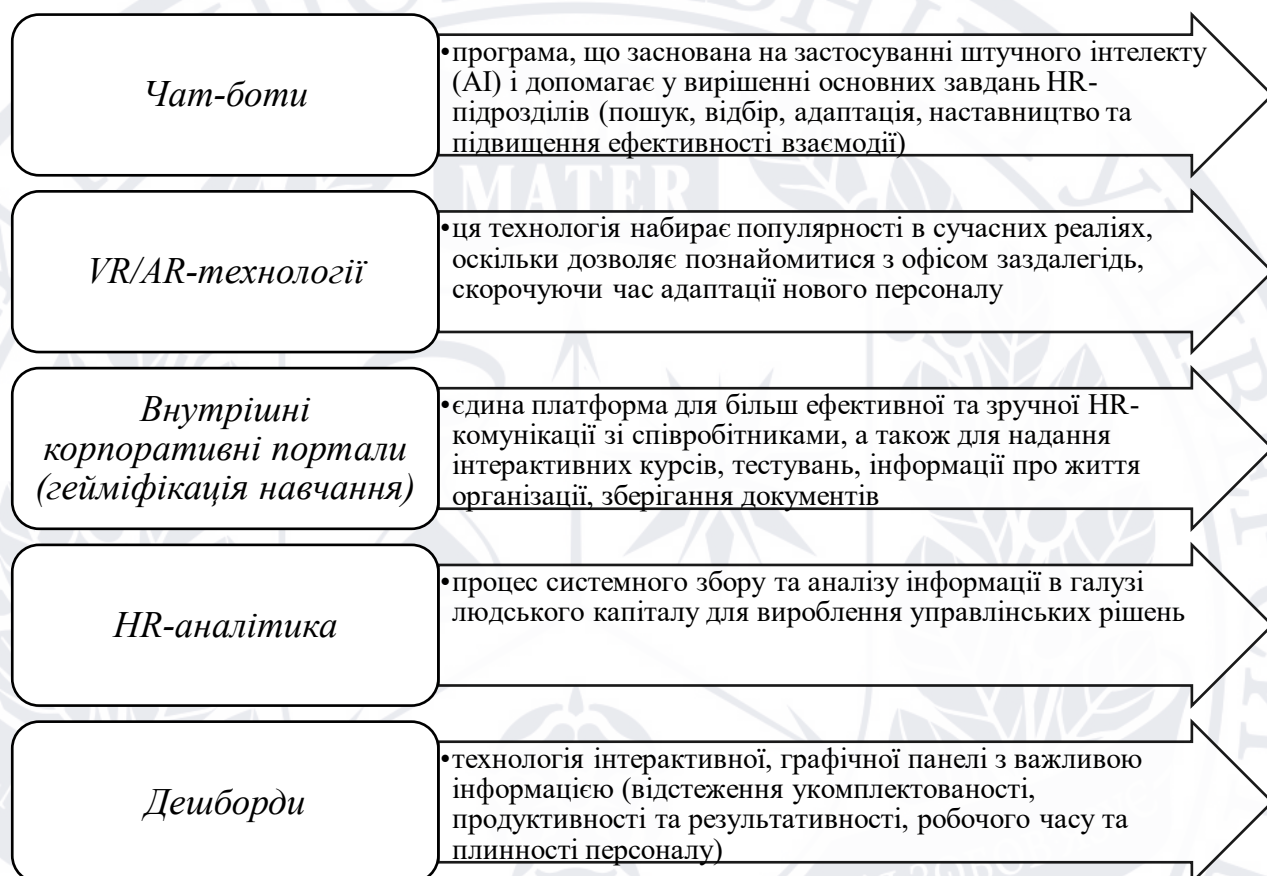 Чат-боти
•програма, що заснована на застосуванні штучного інтелекту
(AI) і допомагає у вирішенні основних завдань HR-
підрозділів (пошук, відбір, адаптація, наставництво та
підвищення ефективності взаємодії)
MATER
VR/AR-технології
•ця технологія набирає популярності в сучасних реаліях,
оскільки дозволяє познайомитися з офісом заздалегідь,
скорочуючи час адаптації нового персоналу
Внутрішні
корпоративні портали
(гейміфікація навчання)
•єдина платформа для більш ефективної та зручної HR-
комунікації зі співробітниками, а також для надання
інтерактивних курсів, тестувань, інформації про життя
організації, зберігання документів
HR-аналітика
•процес системного збору та аналізу інформації в галузі
людського капіталу для вироблення управлінських рішень
Дешборди
•технологія інтерактивної, графічної панелі з важливою
інформацією (відстеження укомплектованості,
продуктивності та результативності, робочого часу та
плинності персоналу)